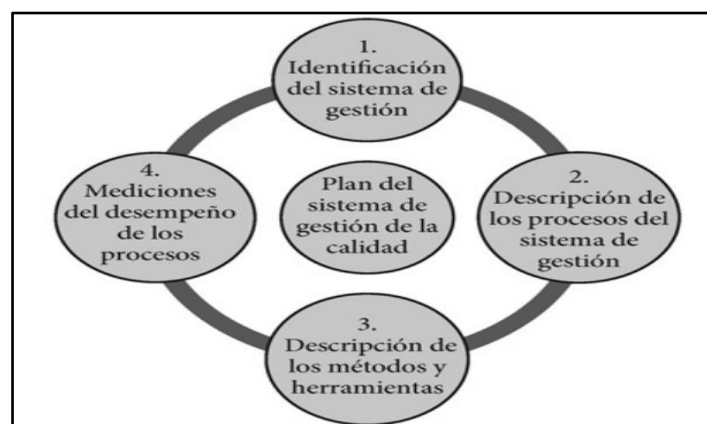 1.
Identificación
del sistema de
gestión
4.
Mediciones
del desempeño
de los
procesos
Plan del
sistema de
gestión de la
calidad
2.
Descripción de
los procesos del
sistema de
gestión
3.
Descripción de
los métodos y
herramientas